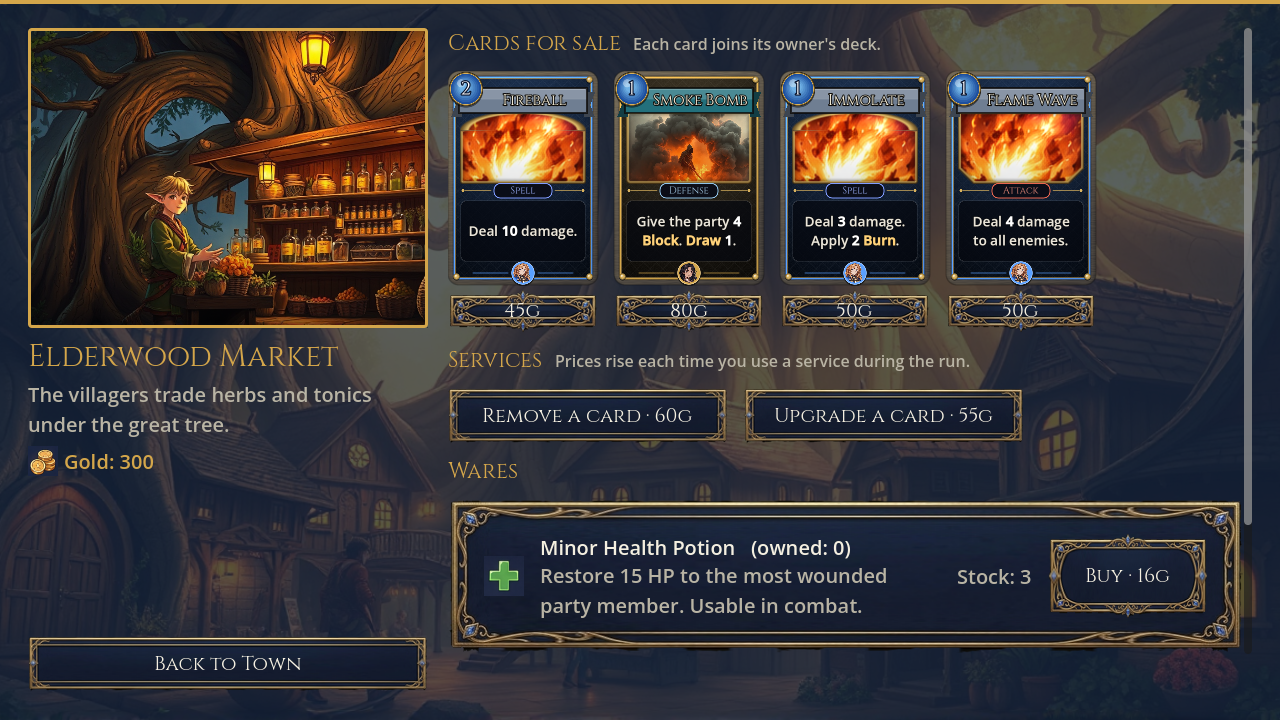 Cards for sale Each card joins its owner's deck.
2 Fireball
Spell
Deal 10 damage.
45G
1 Smoke Bomb
Defense
Give the party 4
Block. Draw 1.
80G
1 Immolate
Spell
Deal 3 damage.
Apply 2 Burn.
50G
1 Flame Wave
Attack
Deal 4 damage
to all enemies.
50G
Elderwood Market
The villagers trade herbs and tonics
under the great tree.
Gold: 300
Services Prices rise each time you use a service during the run.
Remove a card · 60G
Upgrade a card · 55G
Wares
Minor Health Potion (owned: 0)
Restore 15 HP to the most wounded
party member. Usable in combat.
Stock: 3
Buy · 16G
Back to Town